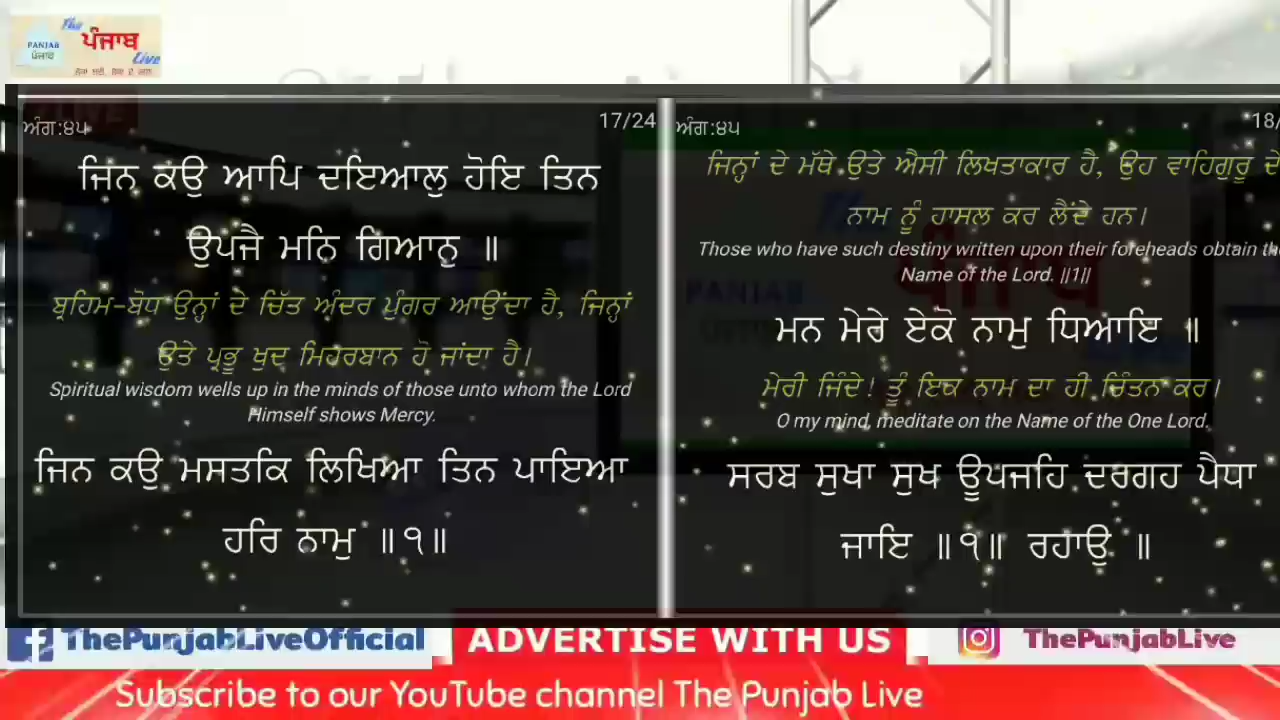 The
PANJAB
ਪੰਜਾਬ
ਪੰਜਾਬ
Live
ਅੰਗ:੪੫
17/24
ਜਿਨ ਕਉ ਆਪਿ ਦਇਆਲੁ ਹੋਇ ਤਿਨ
ਉਪਜੈ ਮਨਿ ਗਿਆਨੁ ॥
ਬ੍ਰਹਿਮ-ਬੋਧ ਉਨ੍ਹਾਂ ਦੇ ਚਿੱਤ ਅੰਦਰ ਪੁੰਗਰ ਆਉਂਦਾ ਹੈ, ਜਿਨ੍ਹਾਂ
ਉਤੇ ਪ੍ਰਭੂ ਖੁਦ ਮਿਹਰਬਾਨ ਹੋ ਜਾਂਦਾ ਹੈ।
Spiritual wisdom wells up in the minds of those unto whom the Lord
Himself shows Mercy.
ਜਿਨ ਕਉ ਮਸਤਕਿ ਲਿਖਿਆ ਤਿਨ ਪਾਇਆ
ਹਰਿ ਨਾਮੁ ॥੧॥
ਅੰਗ:੪੫
18/
ਜਿਨ੍ਹਾਂ ਦੇ ਮੱਥੇ ਉਤੇ ਐਸੀ ਲਿਖਤਾਕਾਰ ਹੈ, ਉਹ ਵਾਹਿਗੁਰੂ ਦੇ
ਨਾਮ ਨੂੰ ਹਾਸਲ ਕਰ ਲੈਂਦੇ ਹਨ।
Those who have such destiny written upon their foreheads obtain the
Name of the Lord. ||1||
ਮਨ ਮੇਰੇ ਏਕੋ ਨਾਮੁ ਧਿਆਇ ॥
ਮੇਰੀ ਜਿੰਦੇ! ਤੂੰ ਇਕ ਨਾਮ ਦਾ ਹੀ ਚਿੰਤਨ ਕਰ।
O my mind, meditate on the Name of the One Lord.
ਸਰਬ ਸੁਖਾ ਸੁਖ ਊਪਜਹਿ ਦਰਗਹ ਪੈਧਾ
ਜਾਇ ॥੧॥ ਰਹਾਉ ॥
ThePunjabLiveOfficial
ADVERTISE WITH US
ThePunjabLive
Subscribe to our YouTube channel The Punjab Live